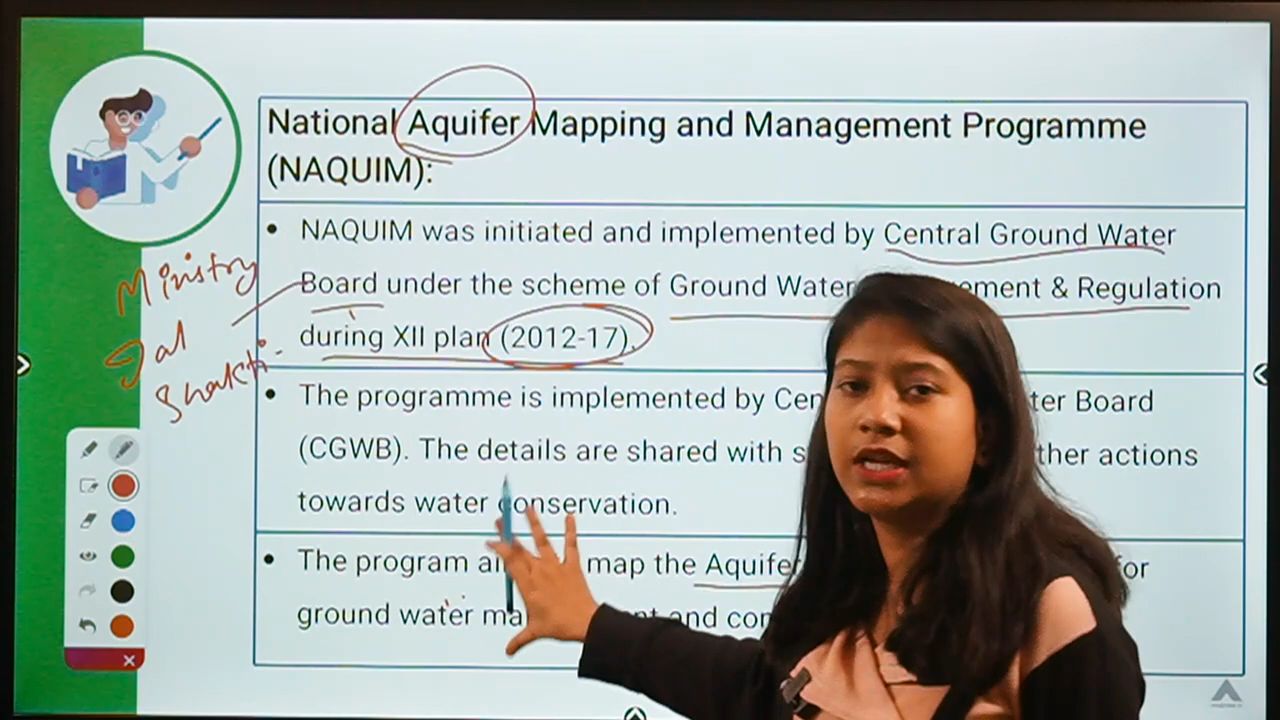 National Aquifer Mapping and Management Programme
(NAQUIM):
• NAQUIM was initiated and implemented by Central Ground Water
Board under the scheme of Ground Water ement & Regulation
during XII plan (2012-17).
• The programme is implemented by Cen ter Board
(CGWB). The details are shared with s ther actions
towards water conservation.
• The program ai map the Aquife for
ground water ma nt and con
Ministry
Jal
Shakti